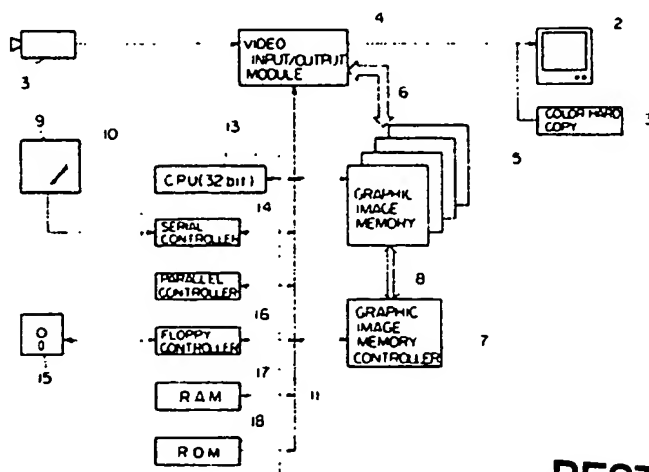 4
2
VIDEO
INPUT/OUTPUT
MODULE
3
6
COLOR HARD
COPY
9
10
13
5
CPU(32bit)
GRAPHIC
IMAGE
MEMORY
14
SERIAL
CONTROLLER
PARALLEL
CONTROLLER
8
16
FLOPPY
CONTROLLER
GRAPHIC
IMAGE
MEMORY
CONTROLLER
7
15
17
RAM
11
18
ROM
BEST